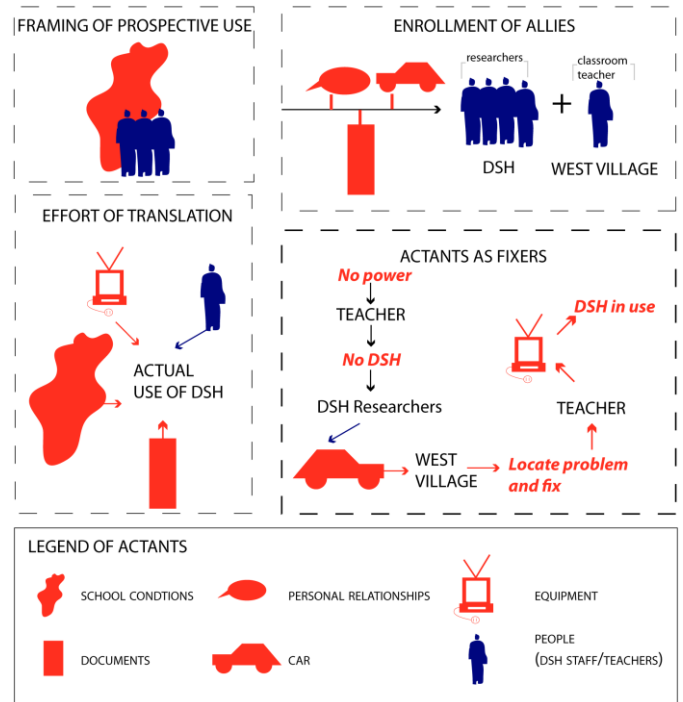 FRAMING OF PROSPECTIVE USE
ENROLLMENT OF ALLIES
researchers
classroom
teacher
DSH
WEST VILLAGE
EFFORT OF TRANSLATION
ACTUAL
USE OF DSH
ACTANTS AS FIXERS
No power
TEACHER
No DSH
DSH Researchers
WEST
VILLAGE
Locate problem
and fix
TEACHER
DSH in use
LEGEND OF ACTANTS
SCHOOL CONDTIONS
PERSONAL RELATIONSHIPS
EQUIPMENT
DOCUMENTS
CAR
PEOPLE
(DSH STAFF/TEACHERS)